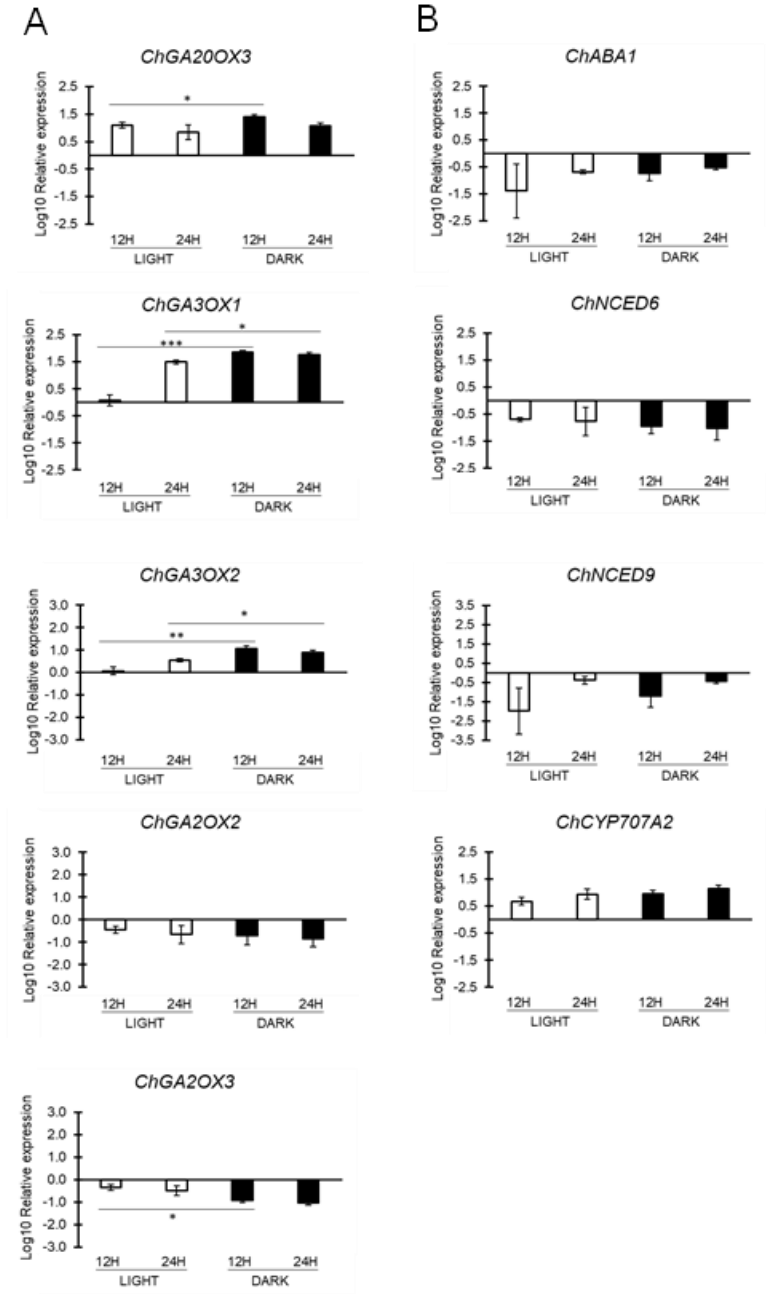 A
ChGA20OX3
Log10 Relative expression
2.5
1.5
0.5
-0.5
-1.5
-2.5
*
12H 24H 12H 24H
LIGHT DARK
ChGA3OX1
Log10 Relative expression
2.5
1.5
0.5
-0.5
-1.5
-2.5
*
***
12H 24H 12H 24H
LIGHT DARK
ChGA3OX2
Log10 Relative expression
3.0
2.0
1.0
0.0
-1.0
-2.0
-3.0
*
**
12H 24H 12H 24H
LIGHT DARK
ChGA2OX2
Log10 Relative expression
3.0
2.0
1.0
0.0
-1.0
-2.0
-3.0
12H 24H 12H 24H
LIGHT DARK
ChGA2OX3
Log10 Relative expression
3.0
2.0
1.0
0.0
-1.0
-2.0
-3.0
*
12H 24H 12H 24H
LIGHT DARK
B
ChABA1
Log10 Relative expression
2.5
1.5
0.5
-0.5
-1.5
-2.5
12H 24H 12H 24H
LIGHT DARK
ChNCED6
Log10 Relative expression
2.5
1.5
0.5
-0.5
-1.5
-2.5
12H 24H 12H 24H
LIGHT DARK
ChNCED9
Log10 Relative expression
3.5
2.5
1.5
0.5
-0.5
-1.5
-2.5
-3.5
12H 24H 12H 24H
LIGHT DARK
ChCYP707A2
Log10 Relative expression
2.5
1.5
0.5
-0.5
-1.5
-2.5
12H 24H 12H 24H
LIGHT DARK